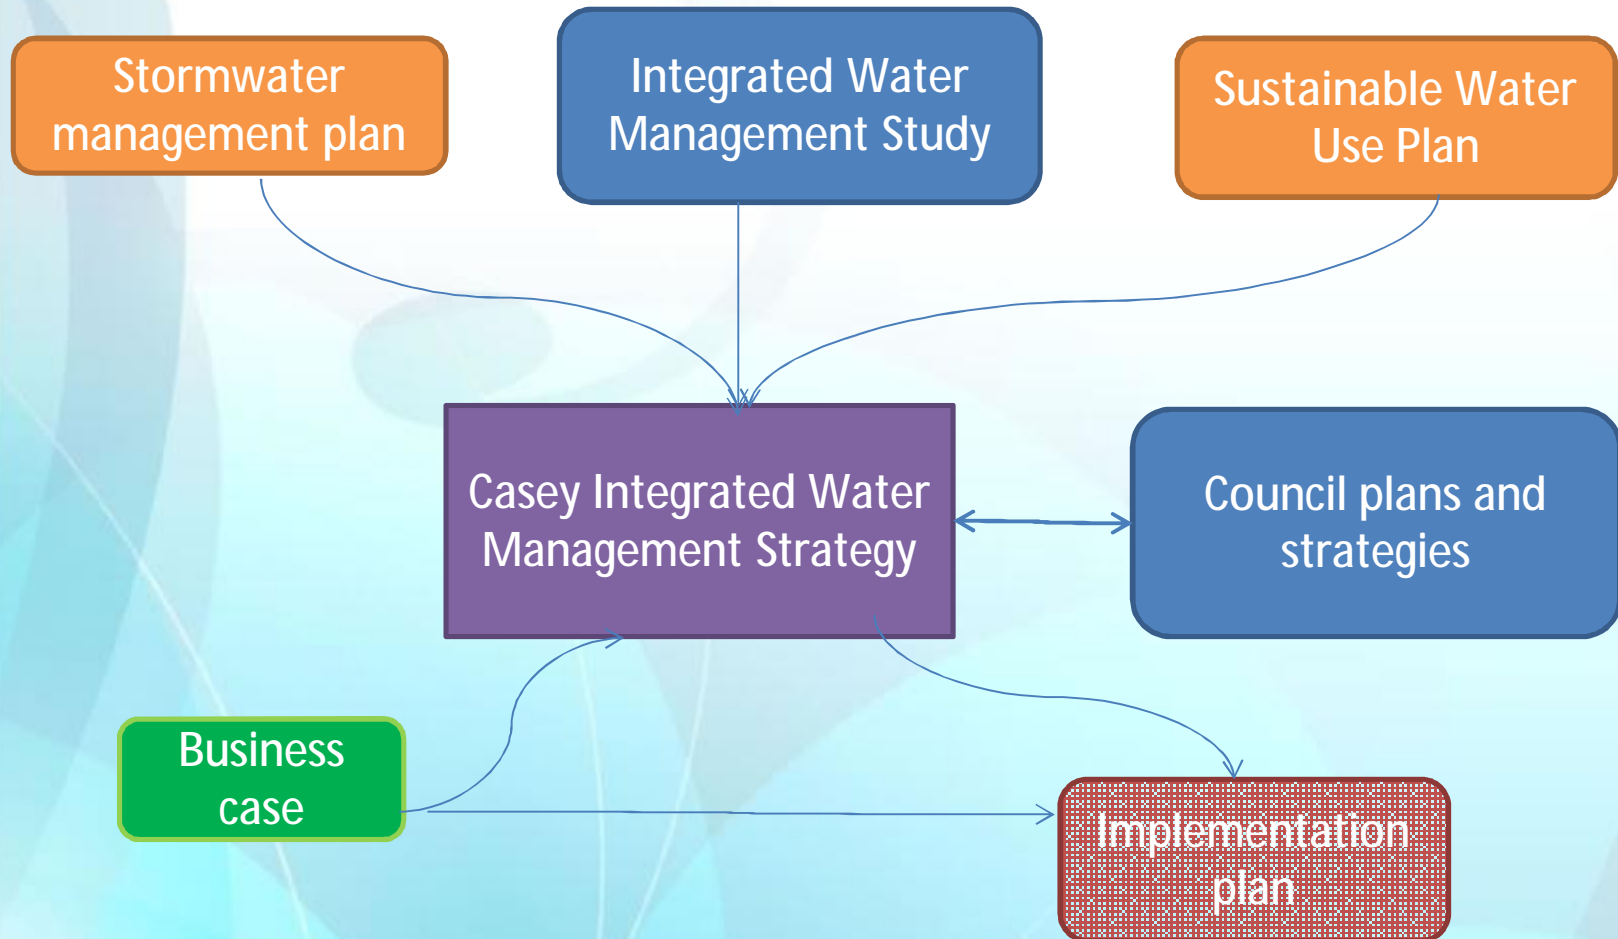 Stormwater
management plan
Integrated Water
Management Study
Sustainable Water
Use Plan
Casey Integrated Water
Management Strategy
Council plans and
strategies
Business
case
Implementation
plan